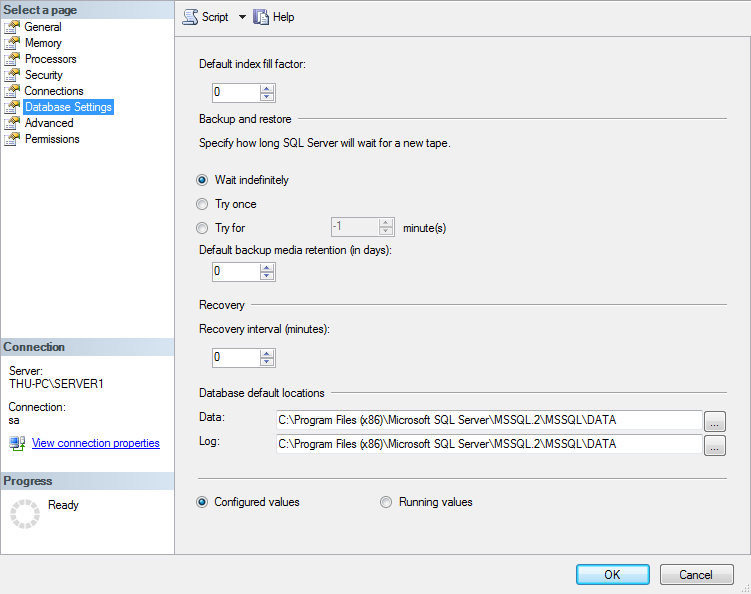 Select a page
General
Memory
Processors
Security
Connections
Database Settings
Advanced
Permissions
Connection
Server:
THU-PC\SERVER1
Connection:
sa
View connection properties
Progress
Ready
Script Help
Default index fill factor:
0
Backup and restore
Specify how long SQL Server will wait for a new tape.
Wait indefinitely
Try once
Try for -1 minute(s)
Default backup media retention (in days):
0
Recovery
Recovery interval (minutes):
0
Database default locations
Data: C:\Program Files (x86)\Microsoft SQL Server\MSSQL.2\MSSQL\DATA ...
Log: C:\Program Files (x86)\Microsoft SQL Server\MSSQL.2\MSSQL\DATA ...
Configured values Running values
OK Cancel